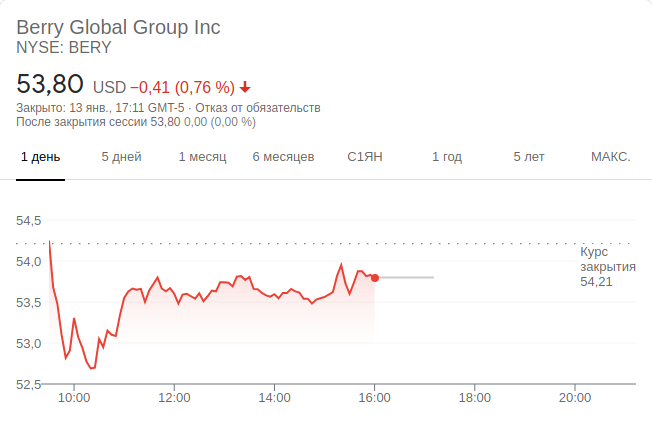 Berry Global Group Inc
NYSE: BERY
53,80 USD −0,41 (0,76 %)
Закрыто: 13 янв., 17:11 GMT-5 · Отказ от обязательств
После закрытия сессии 53,80 0,00 (0,00 %)
1 день 5 дней 1 месяц 6 месяцев С1ЯН 1 год 5 лет МАКС.
54,5
54,0
53,5
53,0
52,5
Курс
закрытия
54,21
10:00 12:00 14:00 16:00 18:00 20:00